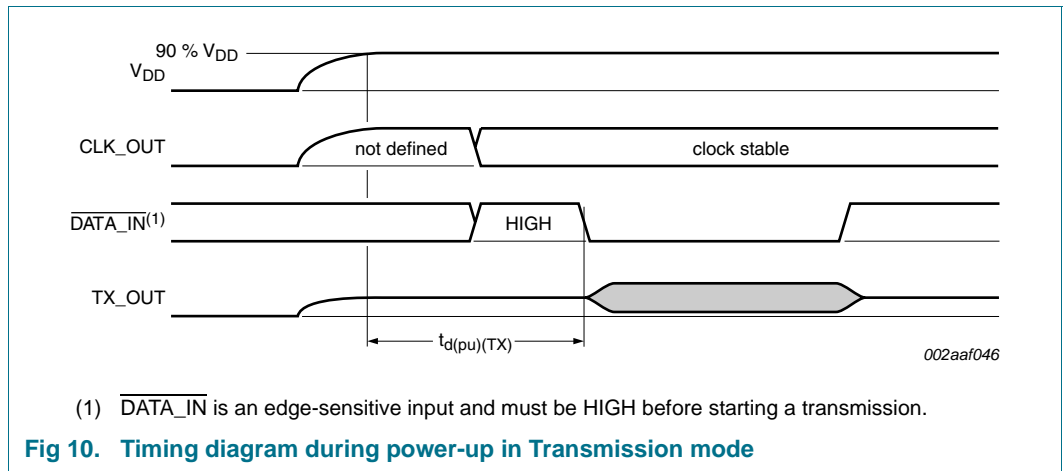 90 % VDD
VDD
CLK_OUT
not defined
clock stable
DATA_IN(1)
HIGH
TX_OUT
td(pu)(TX)
002aaf046
(1) DATA_IN is an edge-sensitive input and must be HIGH before starting a transmission.
Fig 10. Timing diagram during power-up in Transmission mode